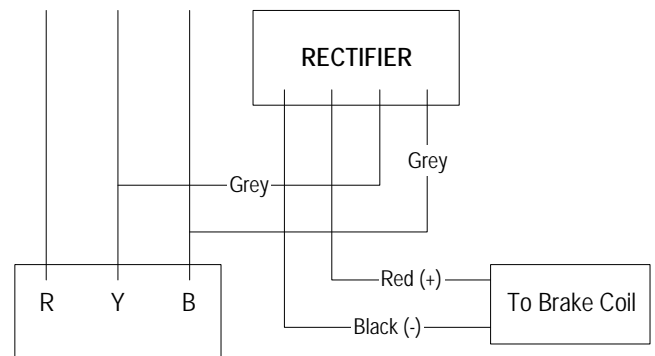 RECTIFIER
Grey
Grey
R Y B
Red (+)
To Brake Coil
Black (-)